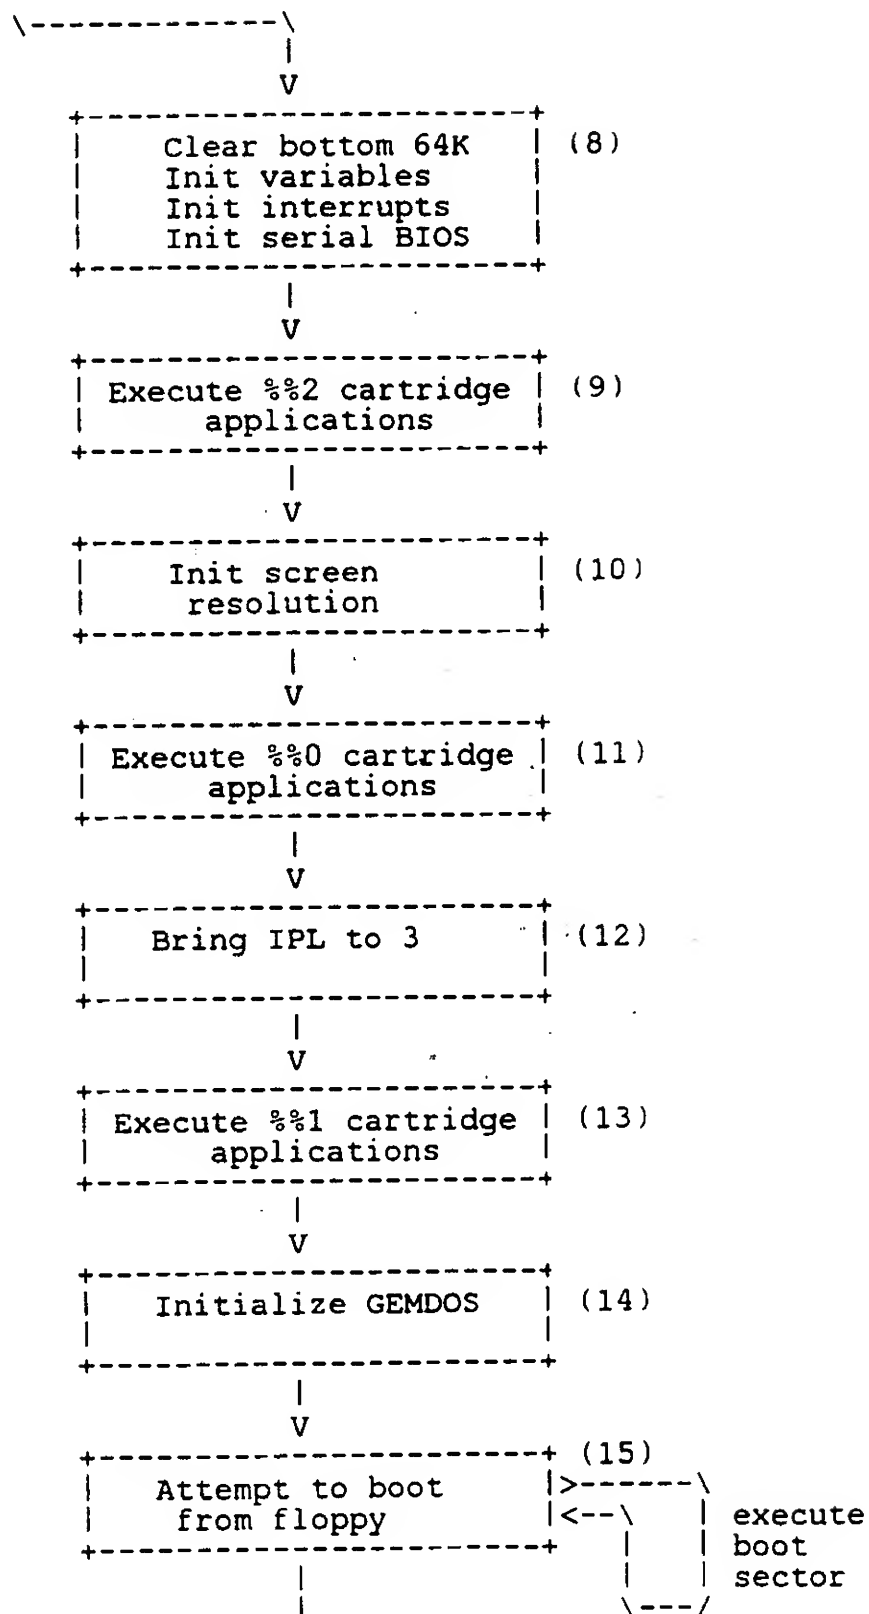 Clear bottom 64K (8)
Init variables
Init interrupts
Init serial BIOS
Execute %%2 cartridge (9)
applications
Init screen (10)
resolution
Execute %%0 cartridge (11)
applications
Bring IPL to 3 (12)
Execute %%1 cartridge (13)
applications
Initialize GEMDOS (14)
(15)
Attempt to boot
from floppy execute
boot
sector